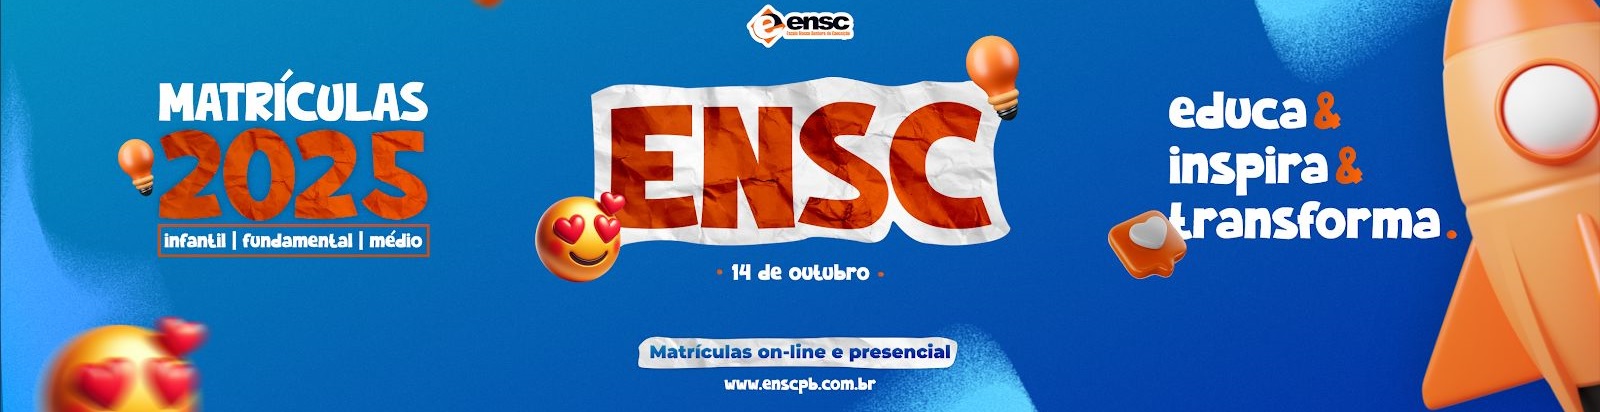 ensc
Escola Nossa Senhora da Conceição
MATRÍCULAS
2025
infantil | fundamental | médio
ENSC
• 14 de outubro •
Matrículas on-line e presencial
www.enscpb.com.br
educa &
inspira &
transforma.